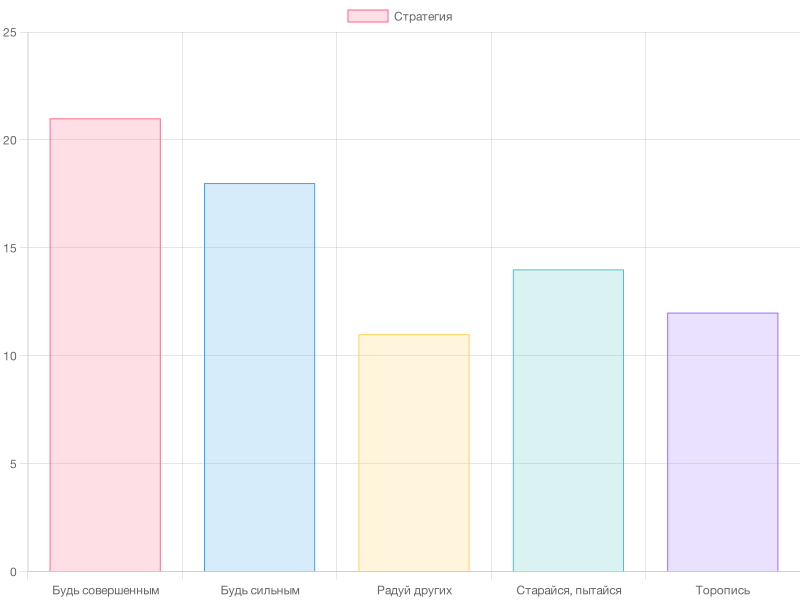 Стратегия
25
20
15
10
5
0
Будь совершенным
Будь сильным
Радуй других
Старайся, пытайся
Торопись